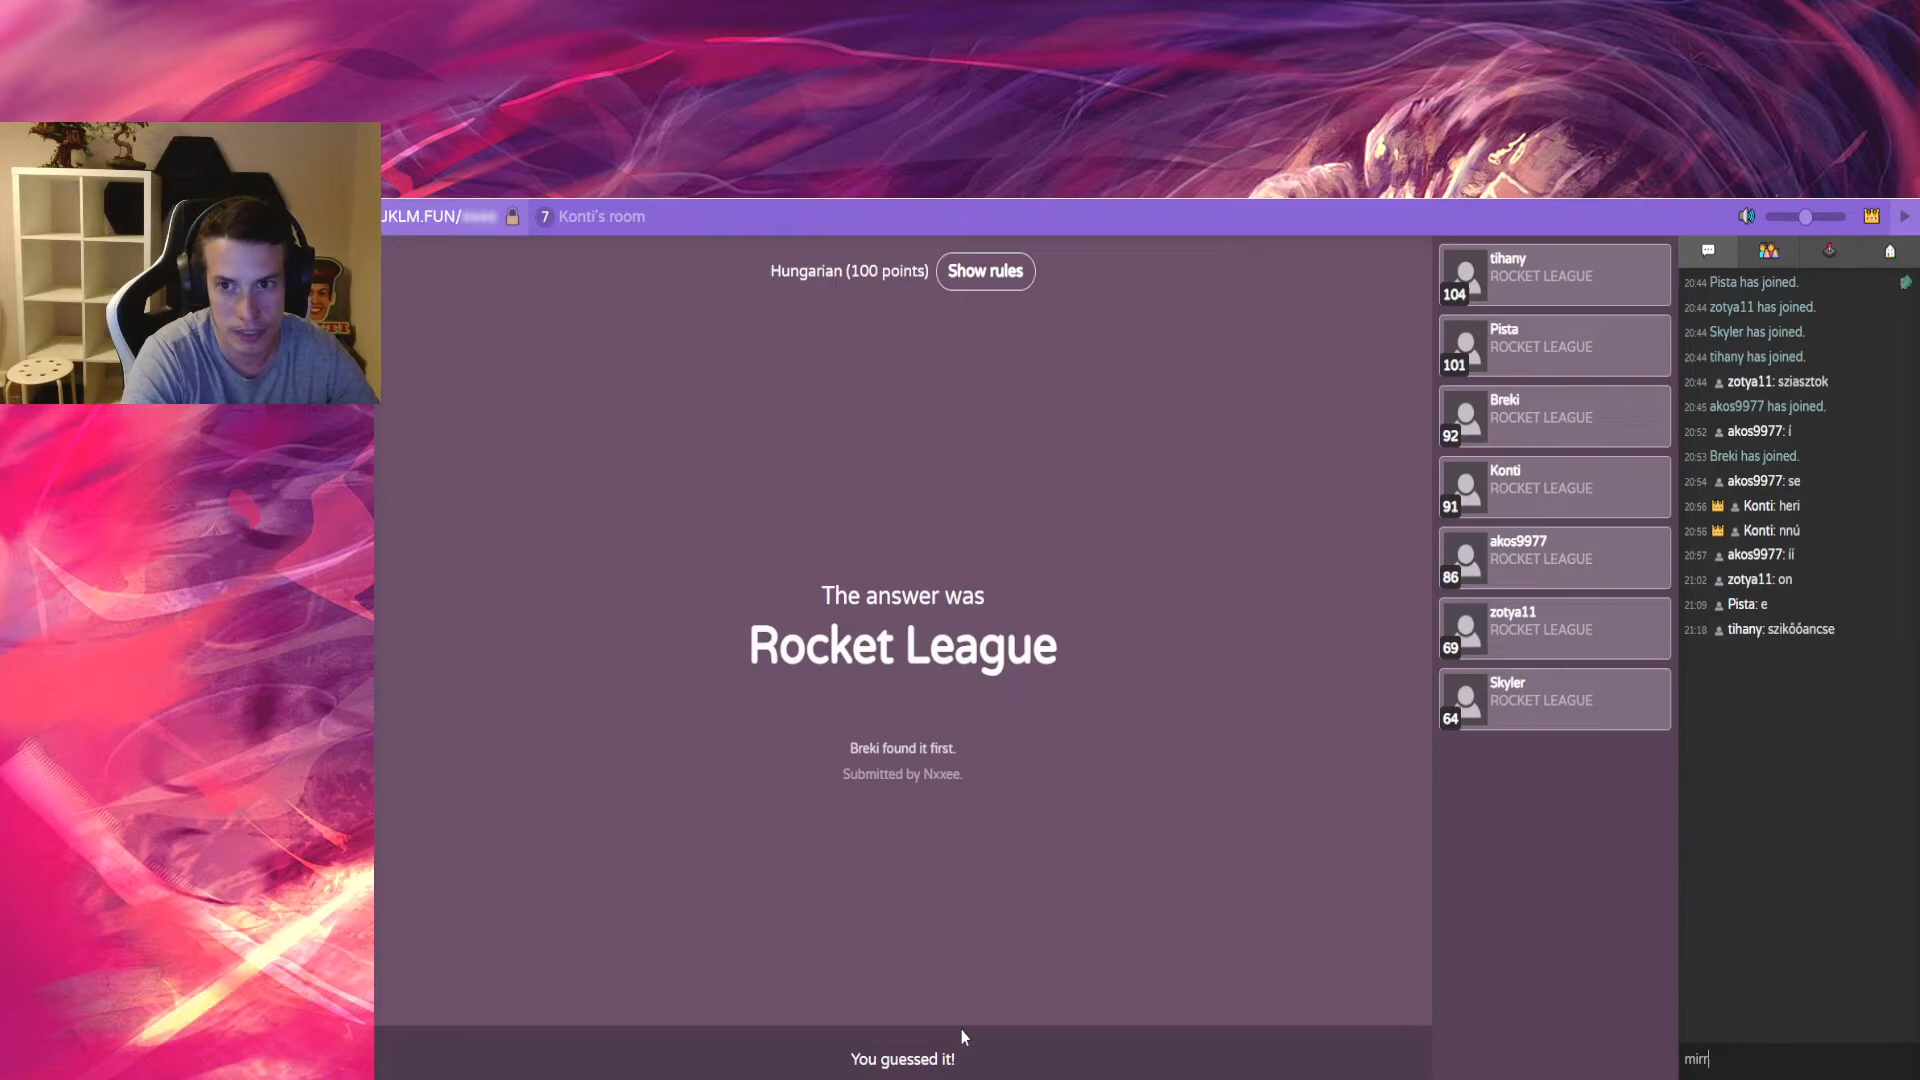 JKLM.FUN/
7 Konti's room
Hungarian (100 points) Show rules
The answer was
Rocket League
Breki found it first.
Submitted by Nxxee.
You guessed it!
tihany
ROCKET LEAGUE
104
Pista
ROCKET LEAGUE
101
Breki
ROCKET LEAGUE
92
Konti
ROCKET LEAGUE
91
akos9977
ROCKET LEAGUE
86
zotya11
ROCKET LEAGUE
69
Skyler
ROCKET LEAGUE
64
20:44 Pista has joined.
20:44 zotya11 has joined.
20:44 Skyler has joined.
20:44 tihany has joined.
20:44 zotya11: sziasztok
20:45 akos9977 has joined.
20:52 akos9977: í
20:53 Breki has joined.
20:54 akos9977: se
20:56 Konti: heri
20:56 Konti: nnú
20:57 akos9977: íí
21:02 zotya11: on
21:09 Pista: e
21:18 tihany: szikőőancse
mirr